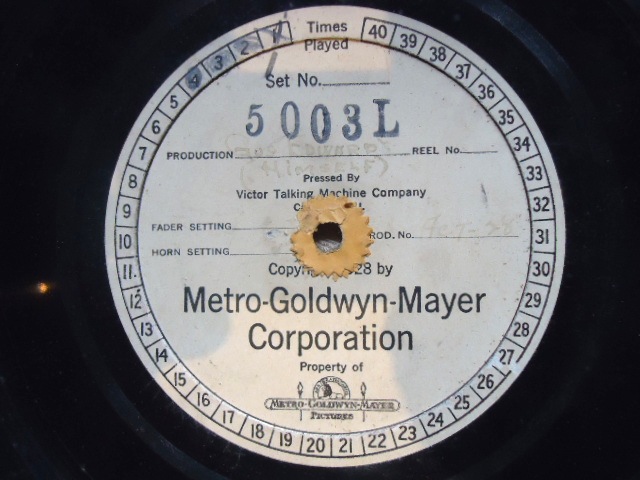 Times
Played
1 2 3 4 5 6 7 8 9 10 11 12 13 14 15 16 17 18 19 20 21 22 23 24 25 26 27 28 29 30 31 32 33 34 35 36 37 38 39 40
Set No.
5003L
PRODUCTION REEL No.
Pressed By
Victor Talking Machine Company
FADER SETTING
HORN SETTING
by
Metro-Goldwyn-Mayer
Corporation
Property of
METRO-GOLDWYN-MAYER
PICTURES